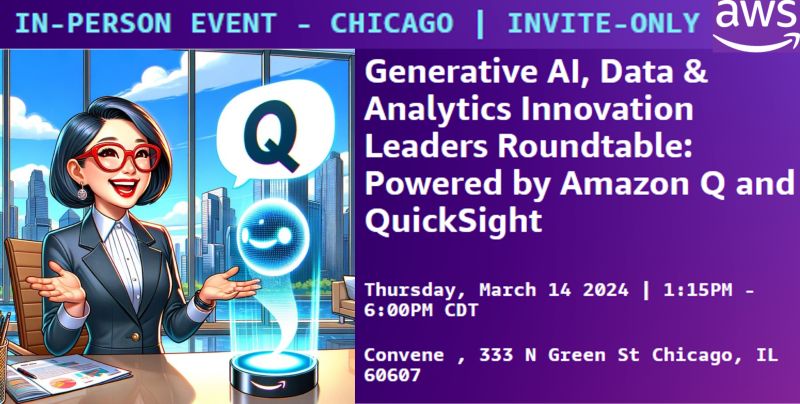 IN-PERSON EVENT - CHICAGO | INVITE-ONLY
aws
Generative AI, Data &
Analytics Innovation
Leaders Roundtable:
Powered by Amazon Q and
QuickSight
Q
Thursday, March 14 2024 | 1:15PM -
6:00PM CDT
Convene , 333 N Green St Chicago, IL
60607